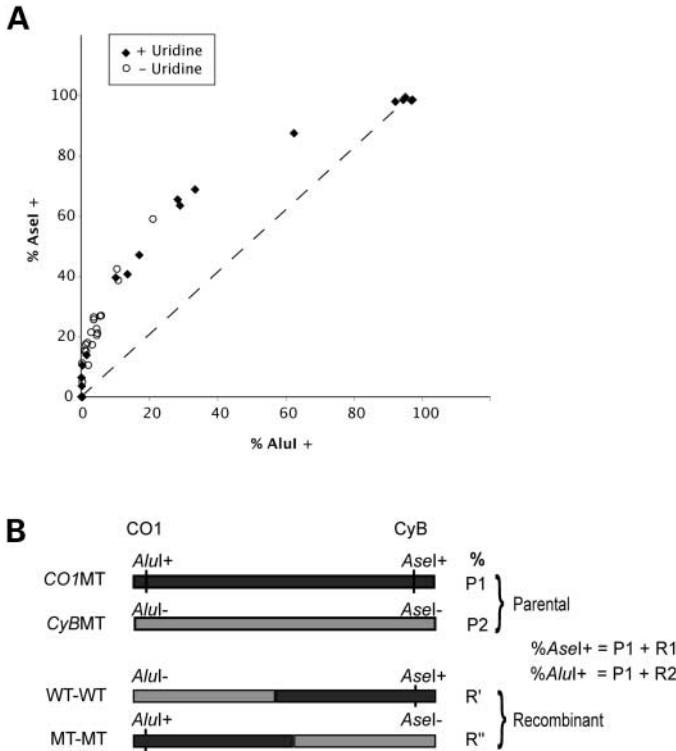 A
+ Uridine
– Uridine
% AseI +
100
80
60
40
20
0
0 20 40 60 80 100
% AluI +
B
CO1 CyB
AluI+ AseI+ %
CO1MT P1
AluI- AseI-
CyBMT P2
Parental
%AseI+ = P1 + R1
%AluI+ = P1 + R2
AluI- AseI+
WT-WT R'
AluI+ AseI-
MT-MT R"
Recombinant